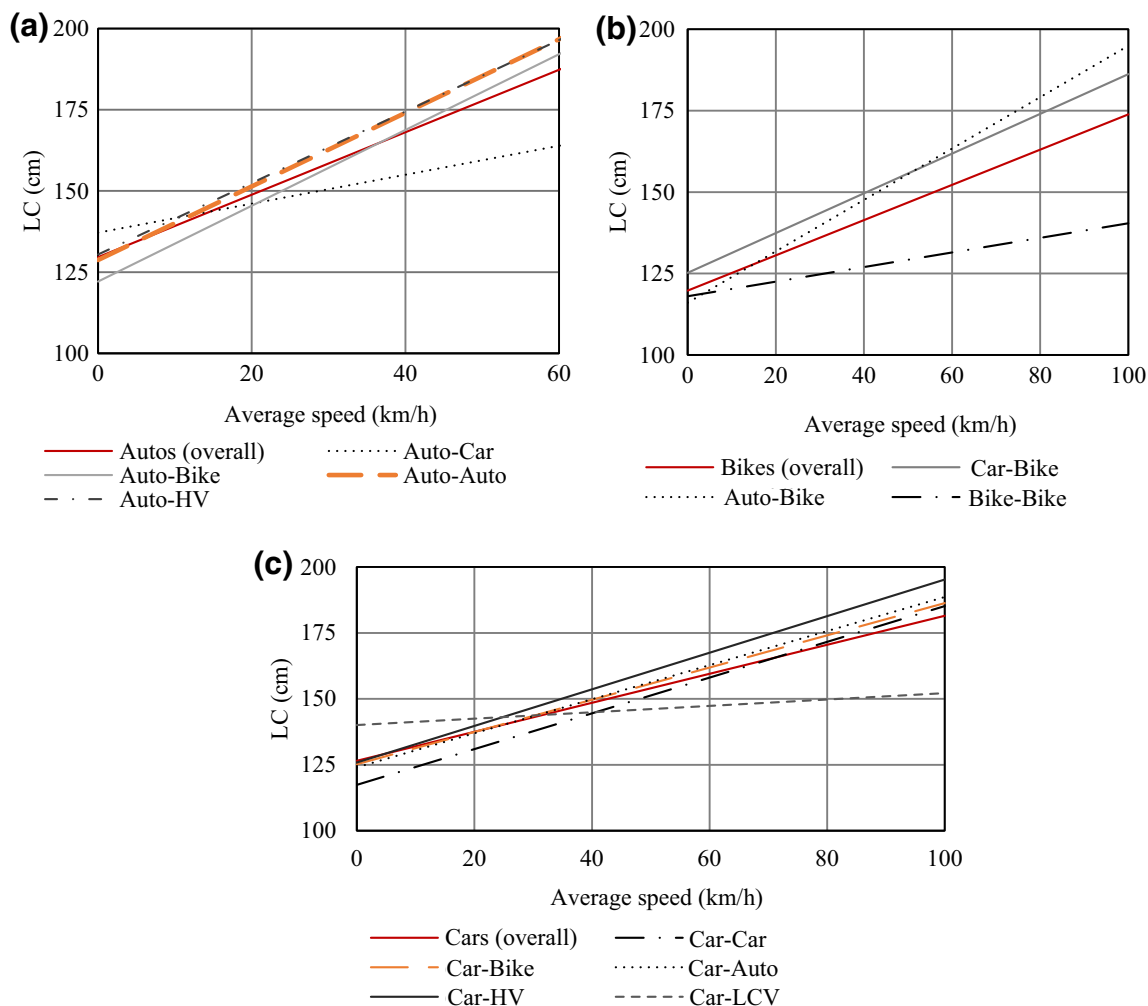 (a)
200
175
150
125
100
LC (cm)
0 20 40 60
Average speed (km/h)
Autos (overall) Auto-Car
Auto-Bike Auto-Auto
Auto-HV
(b)
200
175
150
125
100
LC (cm)
0 20 40 60 80 100
Average speed (km/h)
Bikes (overall) Car-Bike
Auto-Bike Bike-Bike
(c)
200
175
150
125
100
LC (cm)
0 20 40 60 80 100
Average speed (km/h)
Cars (overall) Car-Car
Car-Bike Car-Auto
Car-HV Car-LCV